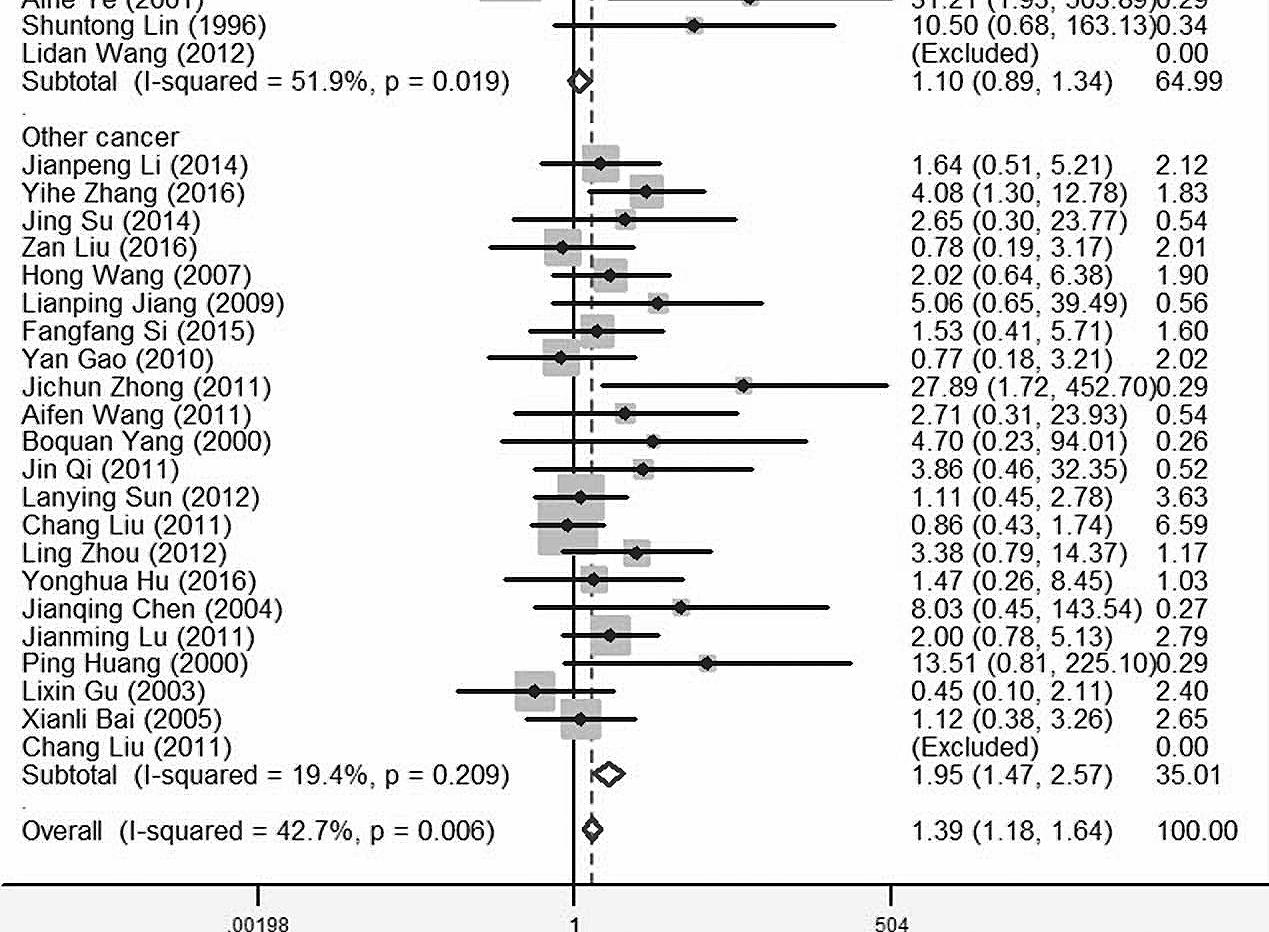 Aihe Ye (2001) 31.21 (1.93, 503.89)0.29
Shuntong Lin (1996) 10.50 (0.68, 163.13)0.34
Lidan Wang (2012) (Excluded) 0.00
Subtotal (I-squared = 51.9%, p = 0.019) 1.10 (0.89, 1.34) 64.99
.
Other cancer
Jianpeng Li (2014) 1.64 (0.51, 5.21) 2.12
Yihe Zhang (2016) 4.08 (1.30, 12.78) 1.83
Jing Su (2014) 2.65 (0.30, 23.77) 0.54
Zan Liu (2016) 0.78 (0.19, 3.17) 2.01
Hong Wang (2007) 2.02 (0.64, 6.38) 1.90
Lianping Jiang (2009) 5.06 (0.65, 39.49) 0.56
Fangfang Si (2015) 1.53 (0.41, 5.71) 1.60
Yan Gao (2010) 0.77 (0.18, 3.21) 2.02
Jichun Zhong (2011) 27.89 (1.72, 452.70)0.29
Aifen Wang (2011) 2.71 (0.31, 23.93) 0.54
Boquan Yang (2000) 4.70 (0.23, 94.01) 0.26
Jin Qi (2011) 3.86 (0.46, 32.35) 0.52
Lanying Sun (2012) 1.11 (0.45, 2.78) 3.63
Chang Liu (2011) 0.86 (0.43, 1.74) 6.59
Ling Zhou (2012) 3.38 (0.79, 14.37) 1.17
Yonghua Hu (2016) 1.47 (0.26, 8.45) 1.03
Jianqing Chen (2004) 8.03 (0.45, 143.54) 0.27
Jianming Lu (2011) 2.00 (0.78, 5.13) 2.79
Ping Huang (2000) 13.51 (0.81, 225.10)0.29
Lixin Gu (2003) 0.45 (0.10, 2.11) 2.40
Xianli Bai (2005) 1.12 (0.38, 3.26) 2.65
Chang Liu (2011) (Excluded) 0.00
Subtotal (I-squared = 19.4%, p = 0.209) 1.95 (1.47, 2.57) 35.01
.
Overall (I-squared = 42.7%, p = 0.006) 1.39 (1.18, 1.64) 100.00
.00198 1 504